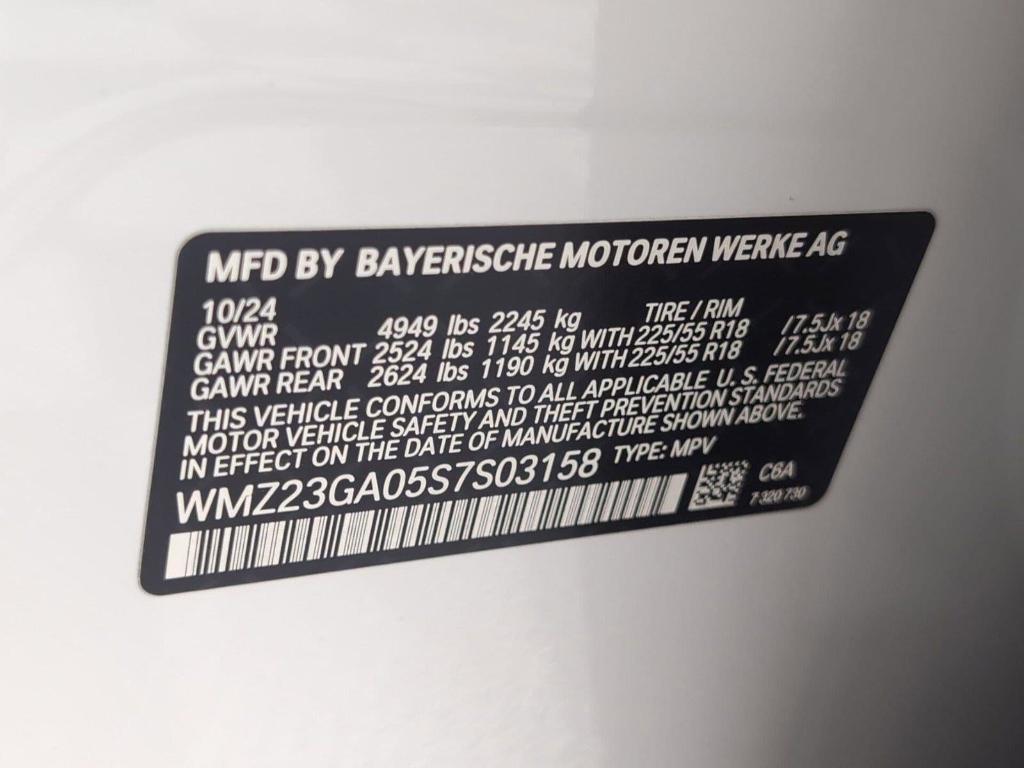 MFD BY BAYERISCHE MOTOREN WERKE AG
10/24 TIRE / RIM
GVWR 4949 lbs 2245 kg
GAWR FRONT 2524 lbs 1145 kg WITH 225/55 R18 /7.5Jx 18
GAWR REAR 2624 lbs 1190 kg WITH 225/55 R18 /7.5Jx 18
THIS VEHICLE CONFORMS TO ALL APPLICABLE U. S. FEDERAL
MOTOR VEHICLE SAFETY AND THEFT PREVENTION STANDARDS
IN EFFECT ON THE DATE OF MANUFACTURE SHOWN ABOVE.
WMZ23GA05S7S03158 TYPE: MPV
C6A
7 320 730